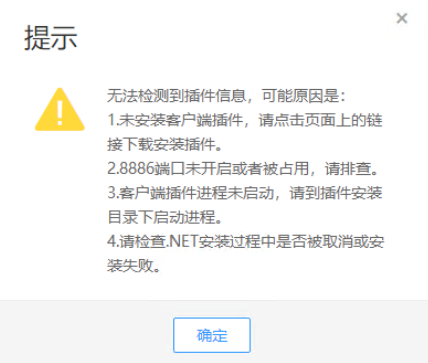 提示
无法检测到插件信息，可能原因是：
1.未安装客户端插件，请点击页面上的链
接下载安装插件。
2.8886端口未开启或者被占用，请排查。
3.客户端插件进程未启动，请到插件安装
目录下启动进程。
4.请检查.NET安装过程中是否被取消或安
装失败。
确定